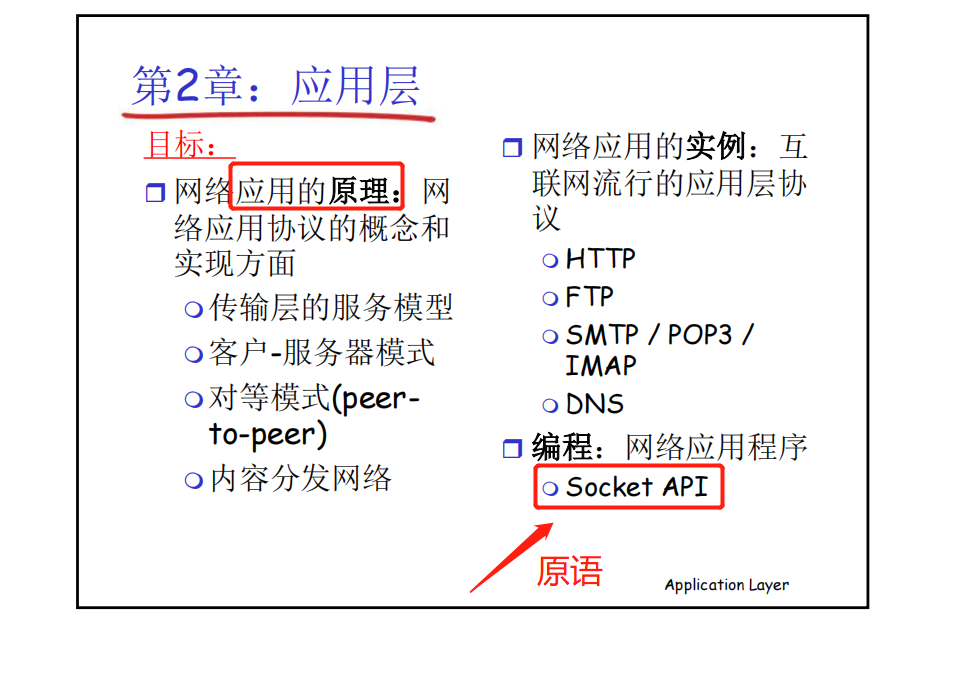 第2章：应用层
目标：
❒ 网络应用的原理：网
络应用协议的概念和
实现方面
○ 传输层的服务模型
○ 客户-服务器模式
○ 对等模式(peer-
to-peer)
○ 内容分发网络
❒ 网络应用的实例：互
联网流行的应用层协
议
○ HTTP
○ FTP
○ SMTP / POP3 /
IMAP
○ DNS
❒ 编程：网络应用程序
○ Socket API
原语
Application Layer